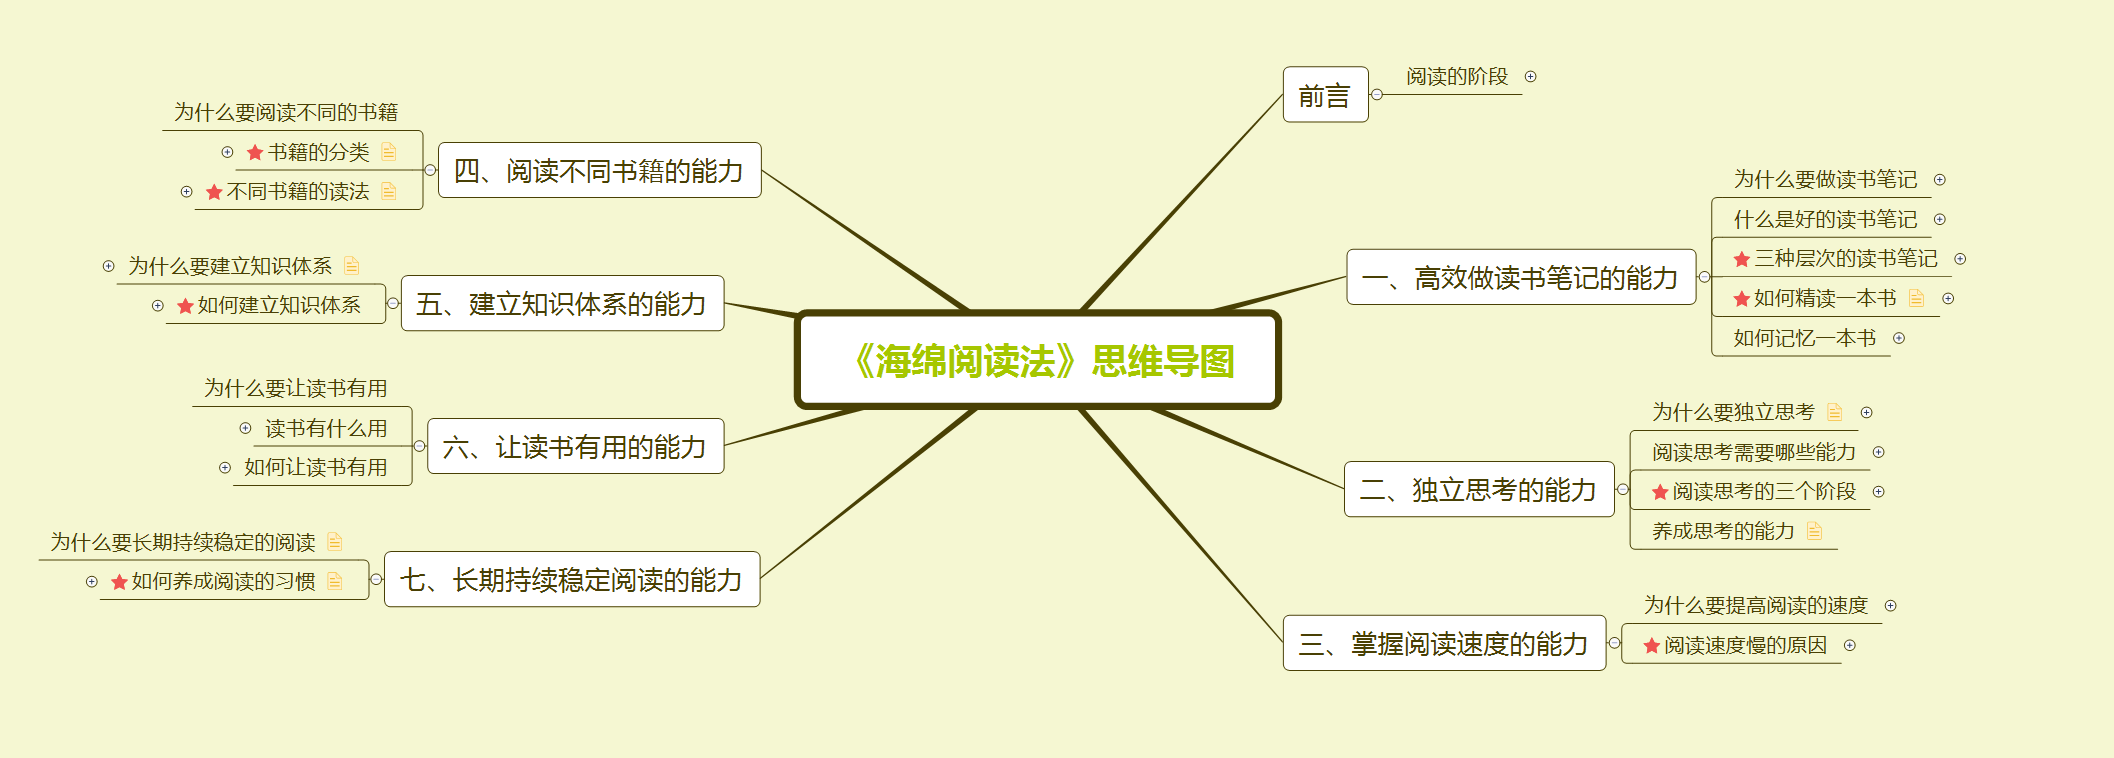 《海绵阅读法》思维导图
前言
阅读的阶段
一、高效做读书笔记的能力
为什么要做读书笔记
什么是好的读书笔记
三种层次的读书笔记
如何精读一本书
如何记忆一本书
二、独立思考的能力
为什么要独立思考
阅读思考需要哪些能力
阅读思考的三个阶段
养成思考的能力
三、掌握阅读速度的能力
为什么要提高阅读的速度
阅读速度慢的原因
四、阅读不同书籍的能力
为什么要阅读不同的书籍
书籍的分类
不同书籍的读法
五、建立知识体系的能力
为什么要建立知识体系
如何建立知识体系
六、让读书有用的能力
为什么要让读书有用
读书有什么用
如何让读书有用
七、长期持续稳定阅读的能力
为什么要长期持续稳定的阅读
如何养成阅读的习惯